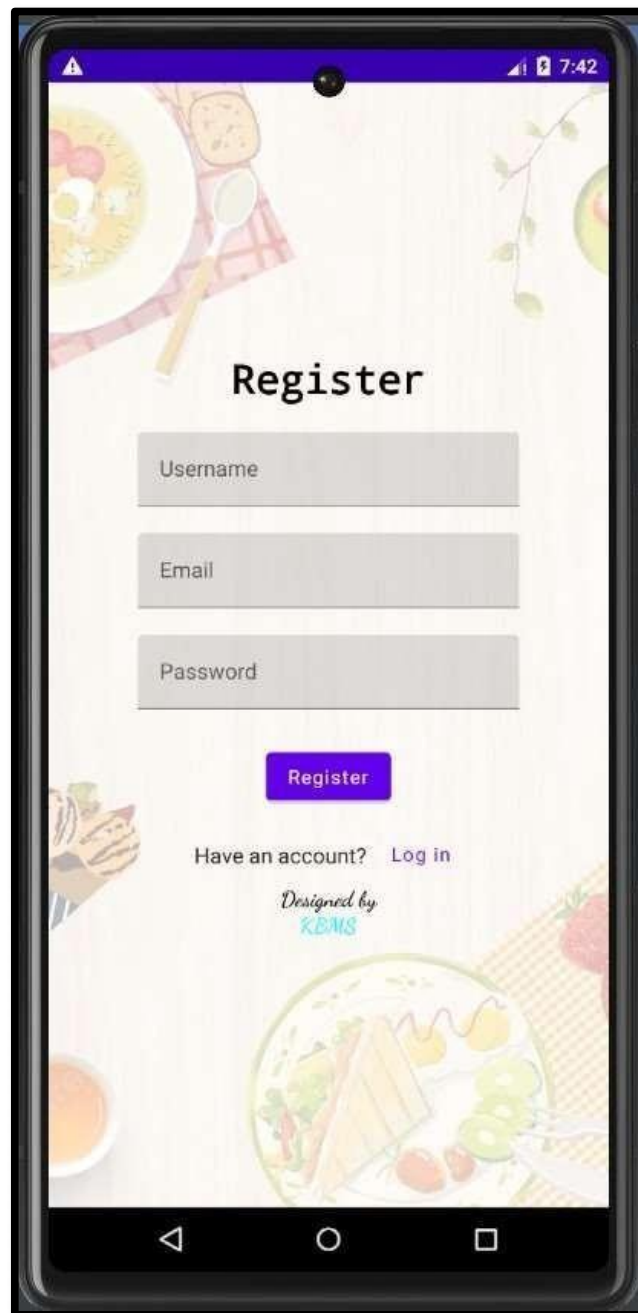 7:42
Register
Username
Email
Password
Register
Have an account? Log in
Designed by
KBMS